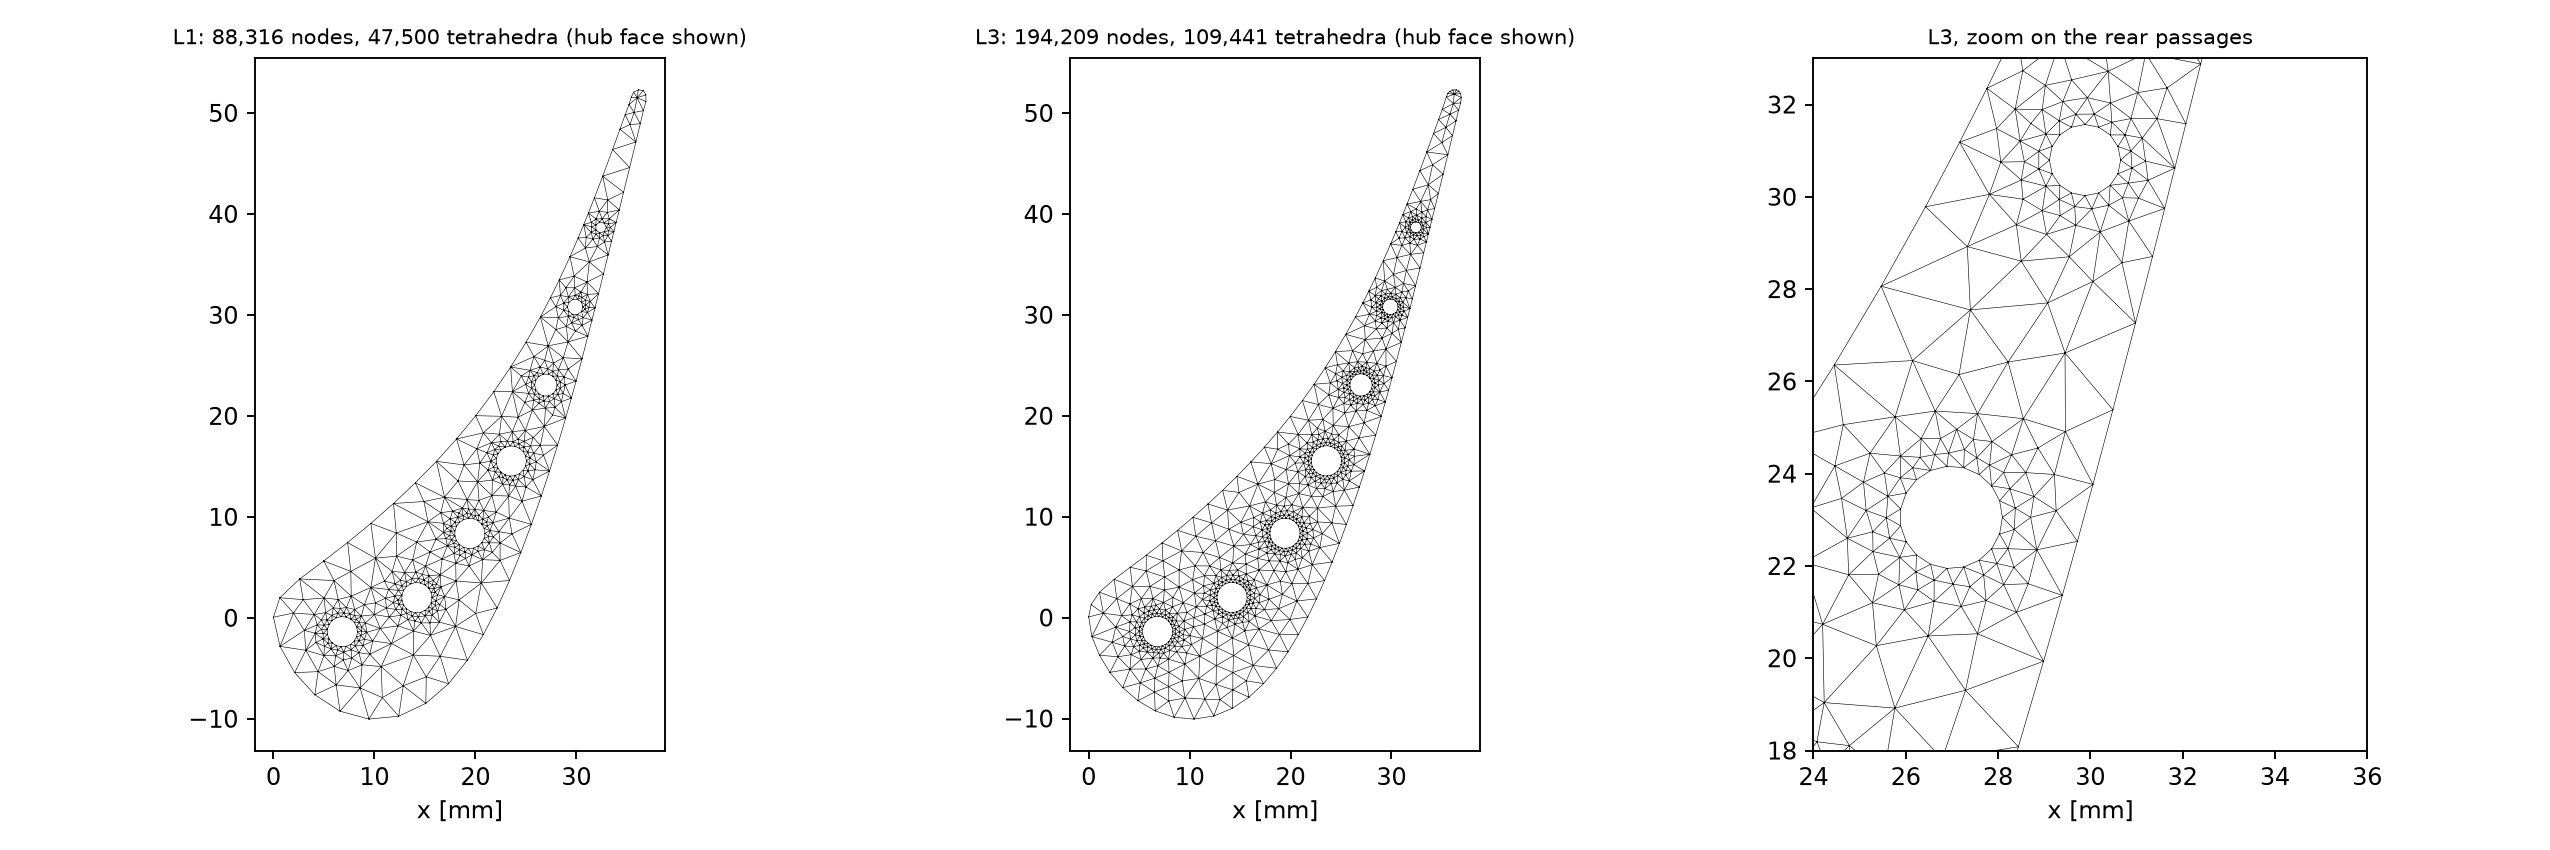 L1: 88,316 nodes, 47,500 tetrahedra (hub face shown)
50
40
30
20
10
0
−10
0 10 20 30
x [mm]
L3: 194,209 nodes, 109,441 tetrahedra (hub face shown)
50
40
30
20
10
0
−10
0 10 20 30
x [mm]
L3, zoom on the rear passages
32
30
28
26
24
22
20
18
24 26 28 30 32 34 36
x [mm]